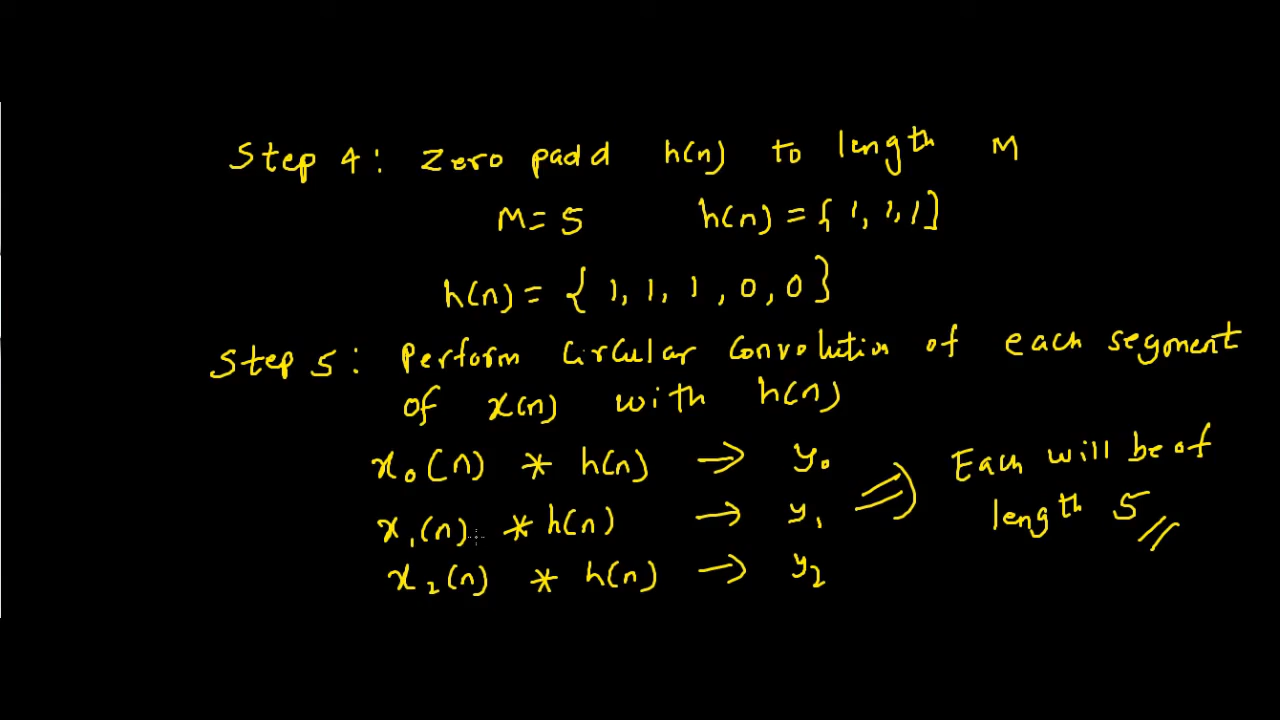 Step 4: Zero padd h(n) to length M
M= 5 h(n) = { 1, 1, 1]
h(n) = { 1, 1, 1, 0, 0}
Step 5: Perform circular convolution of each segment
of x(n) with h(n)
x₀(n) * h(n) → y₀
x₁(n) * h(n) → y₁
x₂(n) * h(n) → y₂
⇒ Each will be of
length 5 //